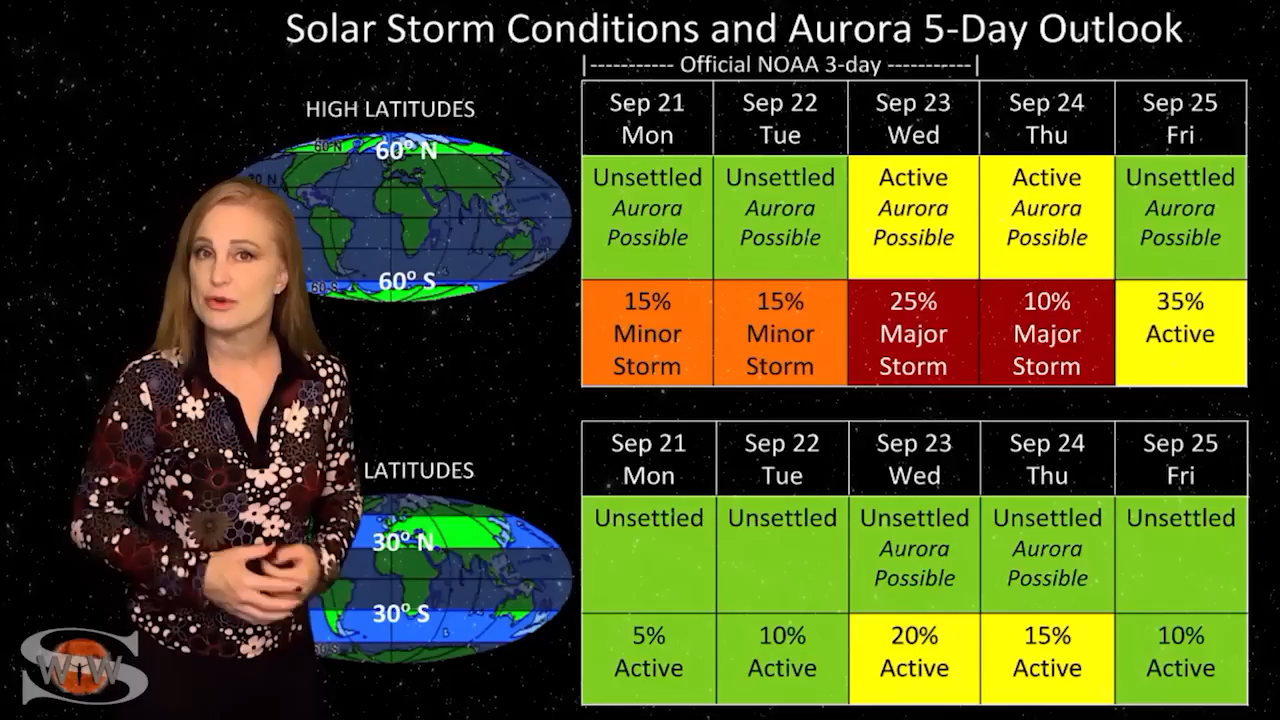 Solar Storm Conditions and Aurora 5-Day Outlook
|----------- Official NOAA 3-day -----------|
HIGH LATITUDES
60 N
60º N
30 N
60º S
60 S
Sep 21
Mon
Sep 22
Tue
Sep 23
Wed
Sep 24
Thu
Sep 25
Fri
Unsettled
Aurora
Possible
Unsettled
Aurora
Possible
Active
Aurora
Possible
Active
Aurora
Possible
Unsettled
Aurora
Possible
15%
Minor
Storm
15%
Minor
Storm
25%
Major
Storm
10%
Major
Storm
35%
Active
LATITUDES
30º N
30º S
Sep 21
Mon
Sep 22
Tue
Sep 23
Wed
Sep 24
Thu
Sep 25
Fri
Unsettled
Unsettled
Unsettled
Aurora
Possible
Unsettled
Aurora
Possible
Unsettled
5%
Active
10%
Active
20%
Active
15%
Active
10%
Active
S
WTW